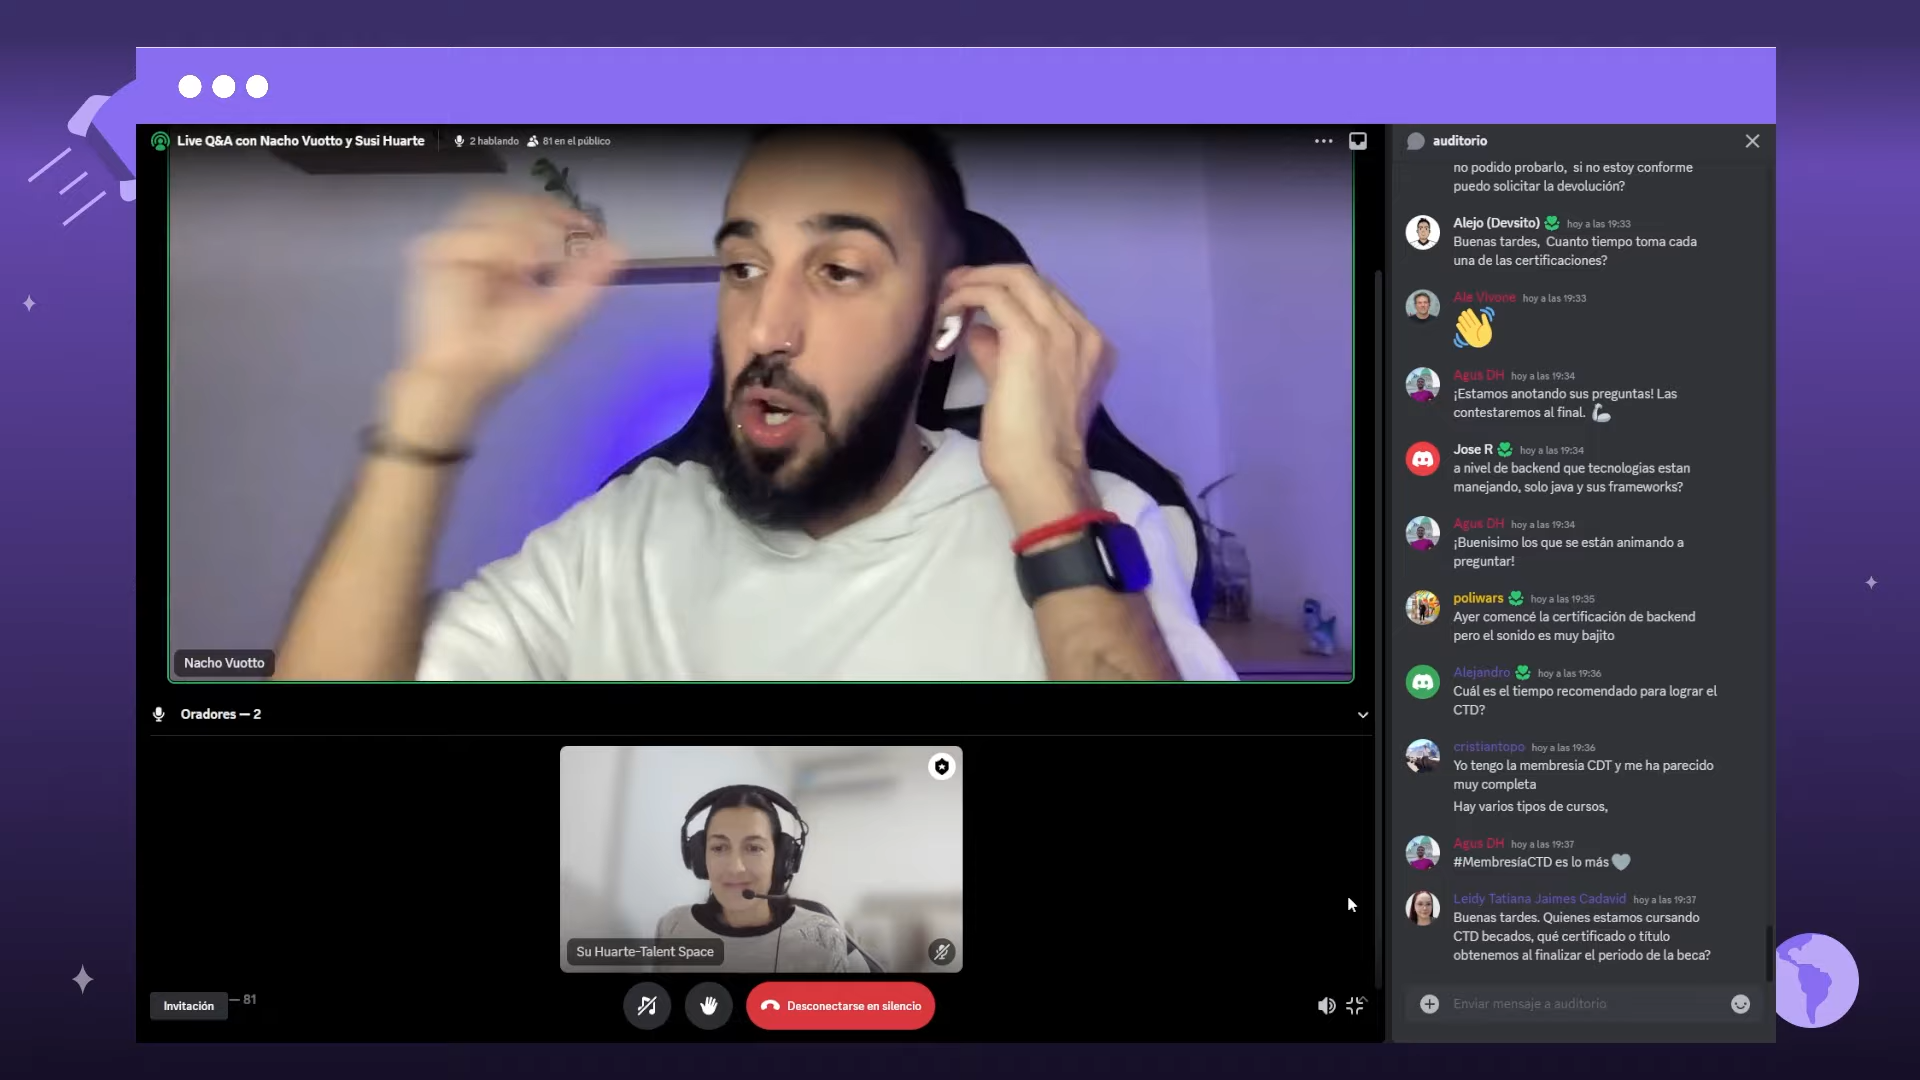 Live Q&A con Nacho Vuotto y Susi Huarte
2 hablando
81 en el público
Nacho Vuotto
Oradores — 2
Su Huarte-Talent Space
Invitación
— 81
Desconectarse en silencio
auditorio
no podido probarlo, si no estoy conforme
puedo solicitar la devolución?
Alejo (Devsito) hoy a las 19:33
Buenas tardes, Cuanto tiempo toma cada
una de las certificaciones?
Ale Vivone hoy a las 19:33
Agus DH hoy a las 19:34
¡Estamos anotando sus preguntas! Las
contestaremos al final.
Jose R hoy a las 19:34
a nivel de backend que tecnologias estan
manejando, solo java y sus frameworks?
Agus DH hoy a las 19:34
¡Buenisimo los que se están animando a
preguntar!
poliwars hoy a las 19:35
Ayer comencé la certificación de backend
pero el sonido es muy bajito
Alejandro hoy a las 19:36
Cuál es el tiempo recomendado para lograr el
CTD?
cristiantopo hoy a las 19:36
Yo tengo la membresia CDT y me ha parecido
muy completa
Hay varios tipos de cursos,
Agus DH hoy a las 19:37
#MembresíaCTD es lo más
Leidy Tatiana Jaimes Cadavid hoy a las 19:37
Buenas tardes. Quienes estamos cursando
CTD becados, qué certificado o título
obtenemos al finalizar el periodo de la beca?
Enviar mensaje a auditorio